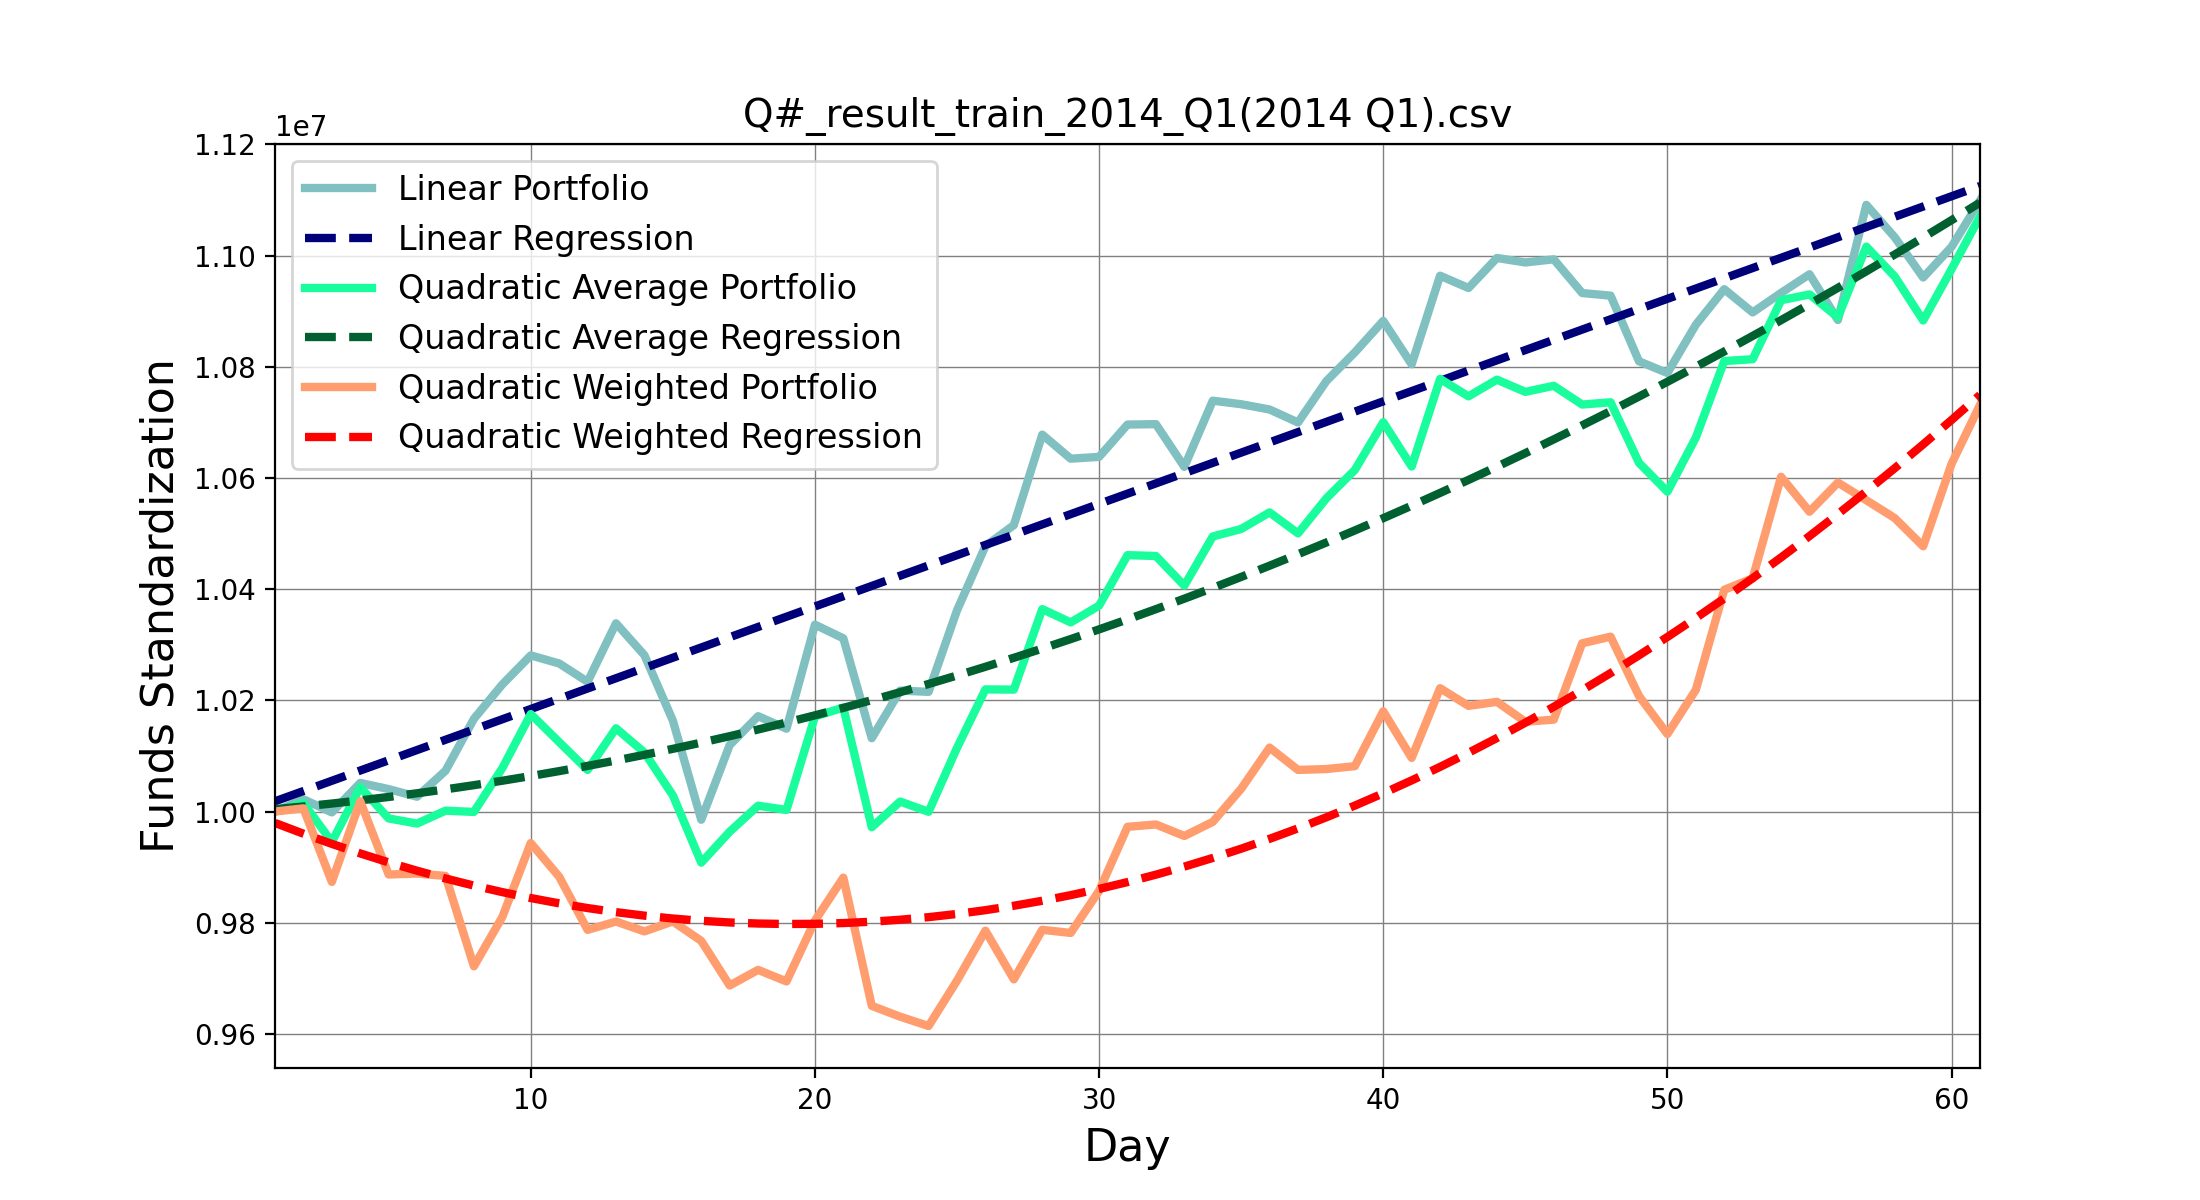 Q#_result_train_2014_Q1(2014 Q1).csv
1e7
1.12
1.10
1.08
1.06
1.04
1.02
1.00
0.98
0.96
Funds Standardization
Linear Portfolio
Linear Regression
Quadratic Average Portfolio
Quadratic Average Regression
Quadratic Weighted Portfolio
Quadratic Weighted Regression
10 20 30 40 50 60
Day